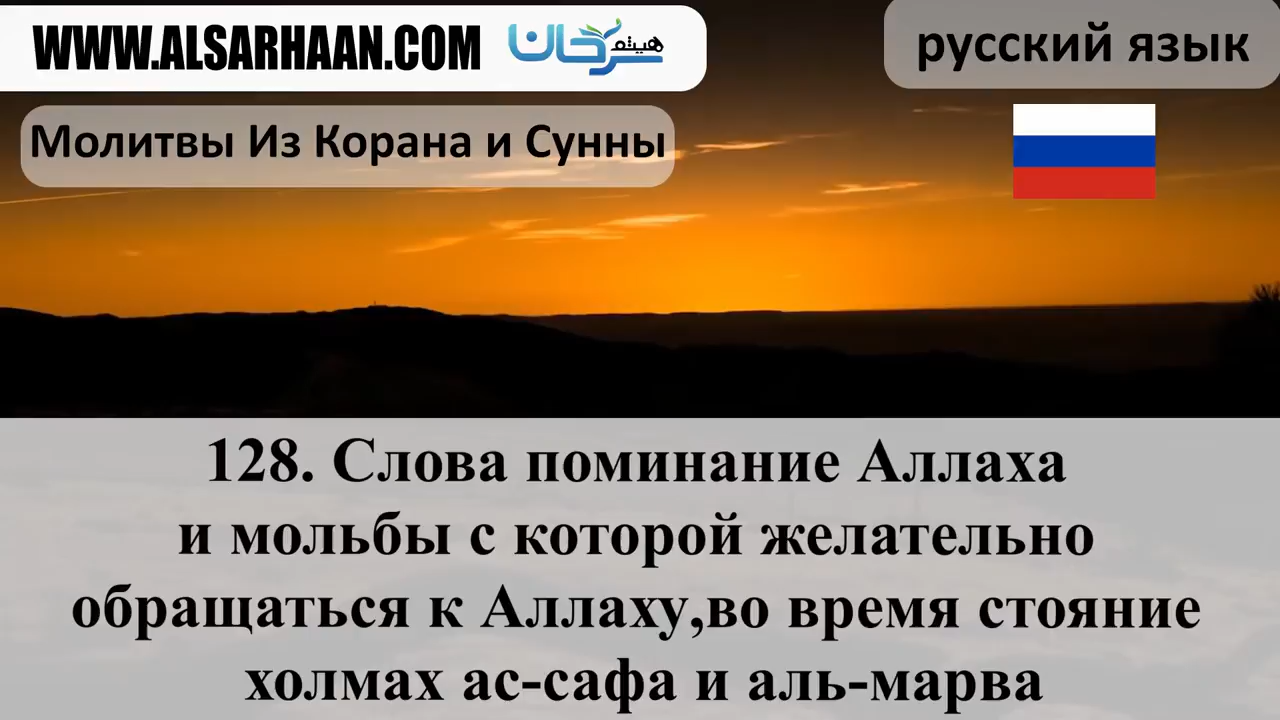 WWW.ALSARHAAN.COM
هيثم سرحان
русский язык
Молитвы Из Корана и Сунны
128. Слова поминание Аллаха
и мольбы с которой желательно
обращаться к Аллаху,во время стояние
холмах ас-сафа и аль-марва